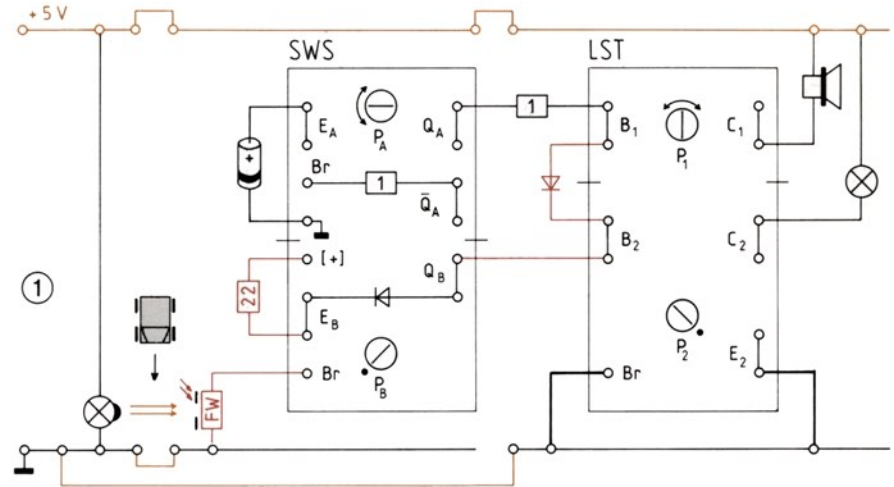 +5V
SWS
LST
E_A
P_A
Q_A
1
B_1
P_1
C_1
+
Br
1
Q̄_A
[+]
Q_B
B_2
C_2
1
22
E_B
Br
P_B
FW
P_2
E_2
Br